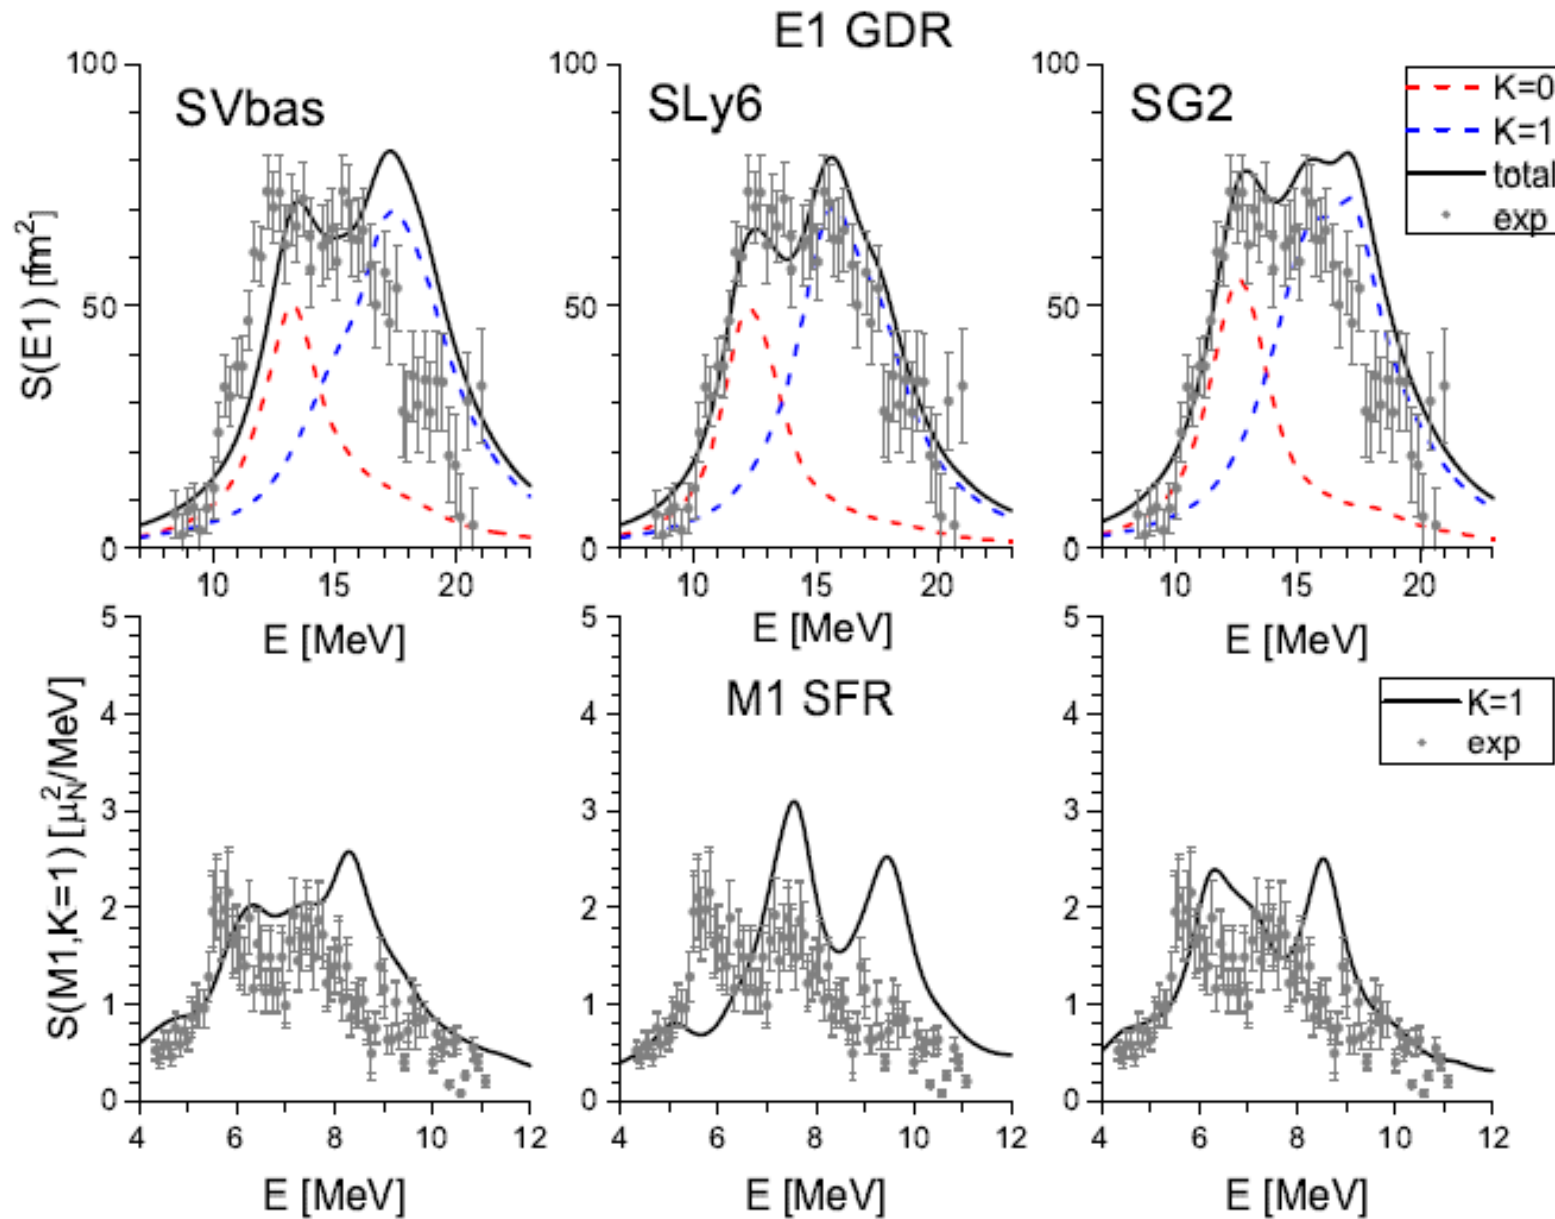 E1 GDR
SVbas
SLy6
SG2
K=0
K=1
total
exp
S(E1) [fm²]
100
50
0
10 15 20
E [MeV]
100
50
0
10 15 20
E [MeV]
100
50
0
10 15 20
E [MeV]
M1 SFR
K=1
exp
S(M1,K=1) [μ_N²/MeV]
5
4
3
2
1
0
4 6 8 10 12
E [MeV]
5
4
3
2
1
0
4 6 8 10 12
E [MeV]
5
4
3
2
1
0
4 6 8 10 12
E [MeV]